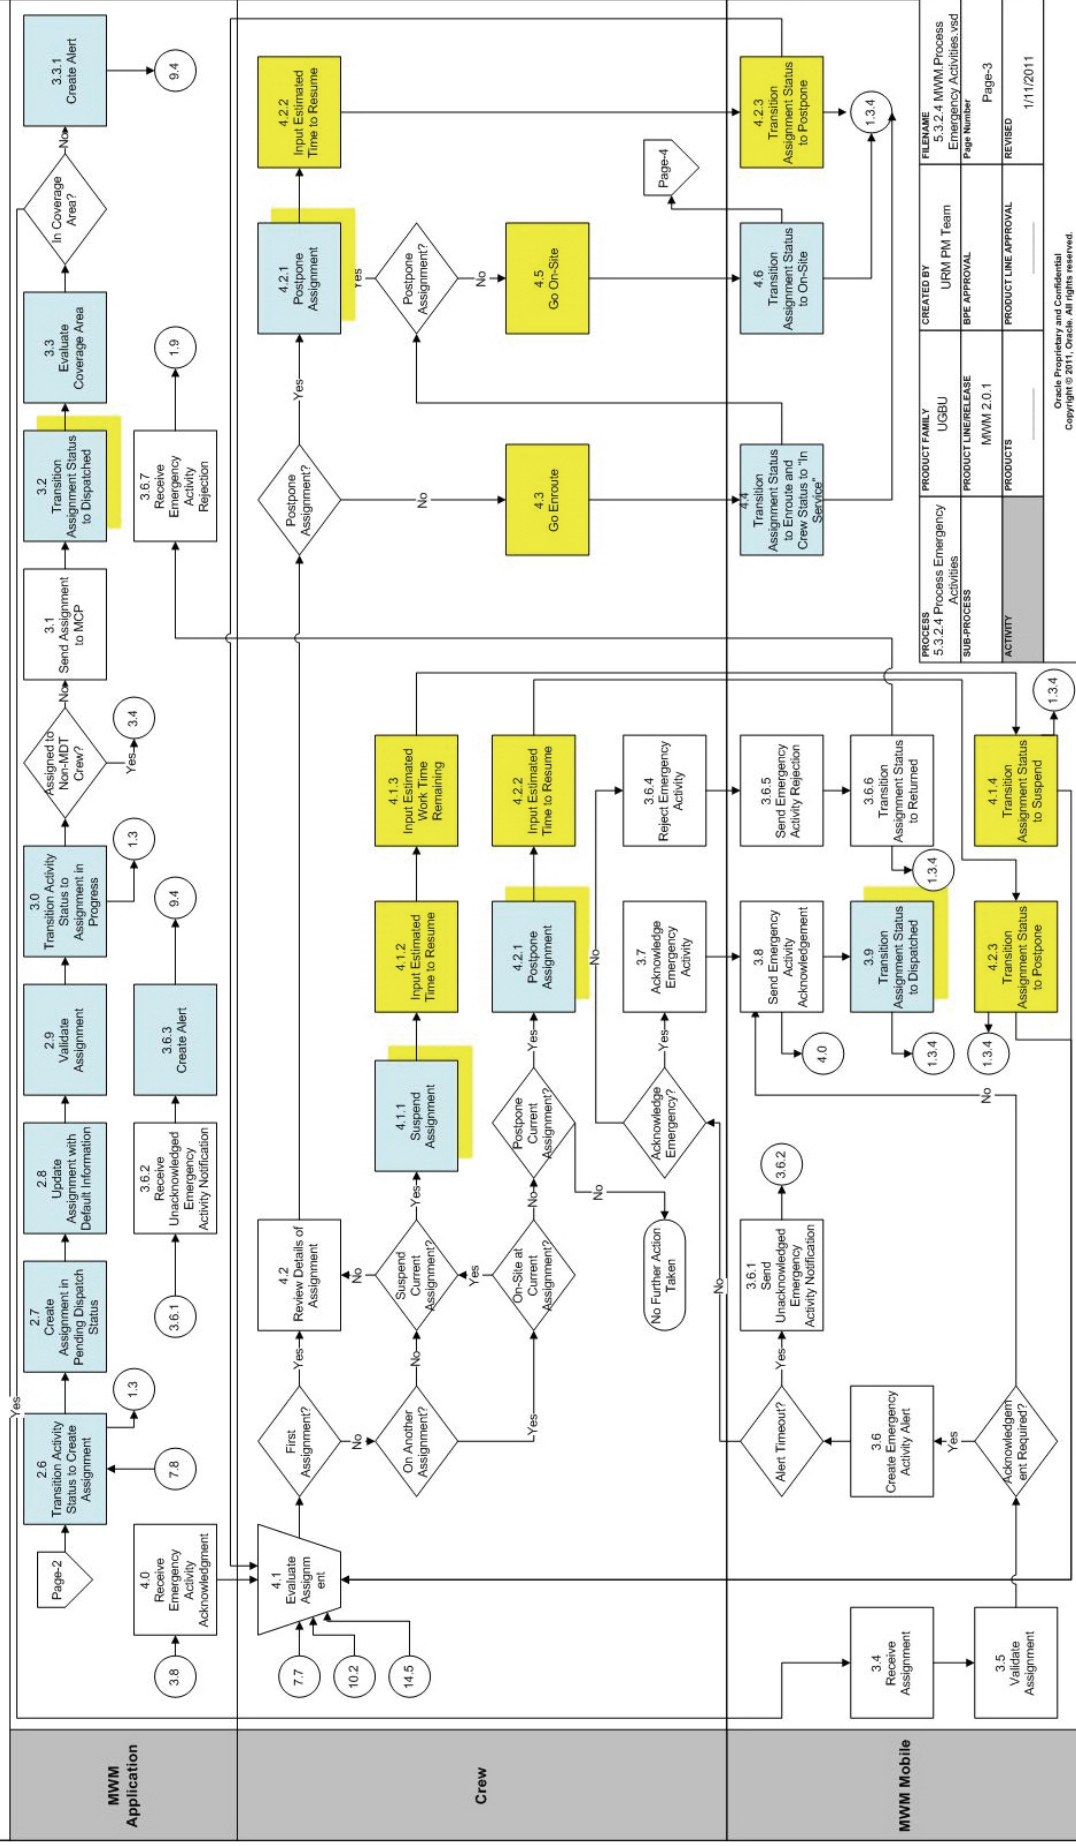 MWM
Application
Page-2
2.6
Transition Activity
Status to Create
Assignment
7.8
1.3
Yes
2.7
Create
Assignment in
Pending Dispatch
Status
2.8
Update
Assignment with
Default Information
2.9
Validate
Assignment
3.0
Transition Activity
Status to
Assignment in
Progress
1.3
Assigned to
Non-MDT
Crew?
Yes
3.4
No
3.1
Send Assignment
to MCP
3.2
Transition
Assignment Status
to Dispatched
3.3
Evaluate
Coverage Area
In Coverage
Area?
No
3.3.1
Create Alert
9.4
3.8
4.0
Receive
Emergency
Activity
Acknowledgment
3.6.1
3.6.2
Receive
Unacknowledged
Emergency
Activity Notification
3.6.3
Create Alert
9.4
3.6.7
Receive
Emergency
Activity
Rejection
1.9
Crew
7.7
10.2
14.5
4.1
Evaluate
Assignm
ent
First
Assignment?
Yes
No
4.2
Review Details of
Assignment
On Another
Assignment?
No
Yes
Suspend
Current
Assignment?
No
Yes
On-Site at
Current
Assignment?
Yes
No
4.1.1
Suspend
Assignment
4.1.2
Input Estimated
Time to Resume
4.1.3
Input Estimated
Work Time
Remaining
Postpone
Current
Assignment?
Yes
No
No Further Action
Taken
4.2.1
Postpone
Assignment
4.2.2
Input Estimated
Time to Resume
Acknowledge
Emergency?
Yes
No
No
3.7
Acknowledge
Emergency
Activity
3.6.4
Reject Emergency
Activity
Postpone
Assignment?
Yes
No
4.2.1
Postpone
Assignment
4.2.2
Input Estimated
Time to Resume
4.3
Go Enroute
Postpone
Assignment?
Yes
No
4.5
Go On-Site
Page-4
MWM Mobile
3.4
Receive
Assignment
3.5
Validate
Assignment
Acknowledgem
ent Required?
Yes
No
3.6
Create Emergency
Activity Alert
Alert Timeout?
Yes
3.6.1
Send
Unacknowledged
Emergency
Activity Notification
3.6.2
3.8
Send Emergency
Activity
Acknowledgement
4.0
3.9
Transition
Assignment Status
to Dispatched
1.3.4
3.6.5
Send Emergency
Activity Rejection
3.6.6
Transition
Assignment Status
to Returned
1.3.4
4.2.3
Transition
Assignment Status
to Postpone
1.3.4
4.1.4
Transition
Assignment Status
to Suspend
1.3.4
4.4
Transition
Assignment Status
to Enroute and
Crew Status to "In
Service"
4.6
Transition
Assignment Status
to On-Site
4.2.3
Transition
Assignment Status
to Postpone
1.3.4
PROCESS
5.3.2.4 Process Emergency
Activities
PRODUCT FAMILY
UGBU
CREATED BY
URM PM Team
FILENAME
5.3.2.4 MWM.Process
Emergency Activities.vsd
SUB-PROCESS
PRODUCT LINE/RELEASE
MWM 2.0.1
BPE APPROVAL
Page Number
Page-3
ACTIVITY
PRODUCTS
PRODUCT LINE APPROVAL
REVISED
1/11/2011
Oracle Proprietary and Confidential
Copyright © 2011, Oracle. All rights reserved.